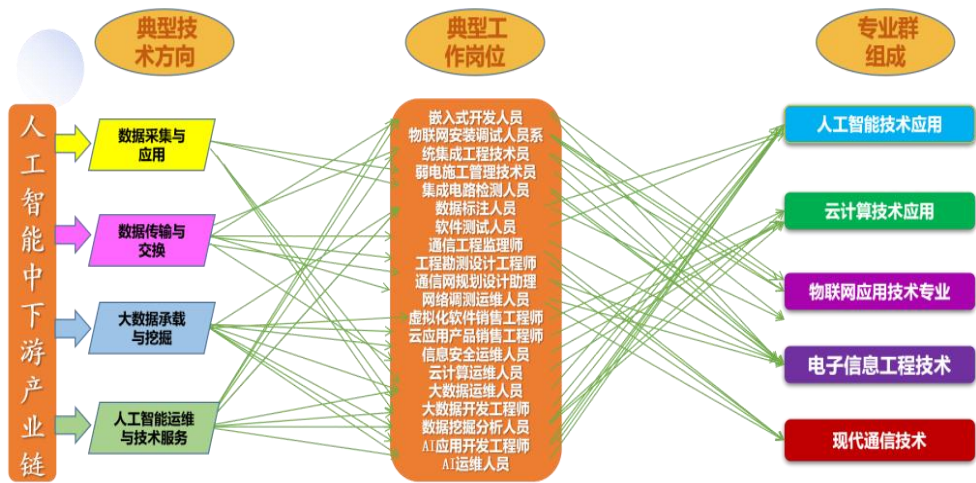 典型技
术方向
典型工
作岗位
专业群
组成
人工智能中下游产业链
数据采集与
应用
数据传输与
交换
大数据承载
与挖掘
人工智能运维
与技术服务
嵌入式开发人员
物联网安装调试人员系
统集成工程技术员
弱电施工管理技术员
集成电路检测人员
数据标注人员
软件测试人员
通信工程监理师
工程勘测设计工程师
通信网规划设计助理
网络调测运维人员
虚拟化软件销售工程师
云应用产品销售工程师
信息安全运维人员
云计算运维人员
大数据运维人员
大数据开发工程师
数据挖掘分析人员
AI应用开发工程师
AI运维人员
人工智能技术应用
云计算技术应用
物联网应用技术专业
电子信息工程技术
现代通信技术